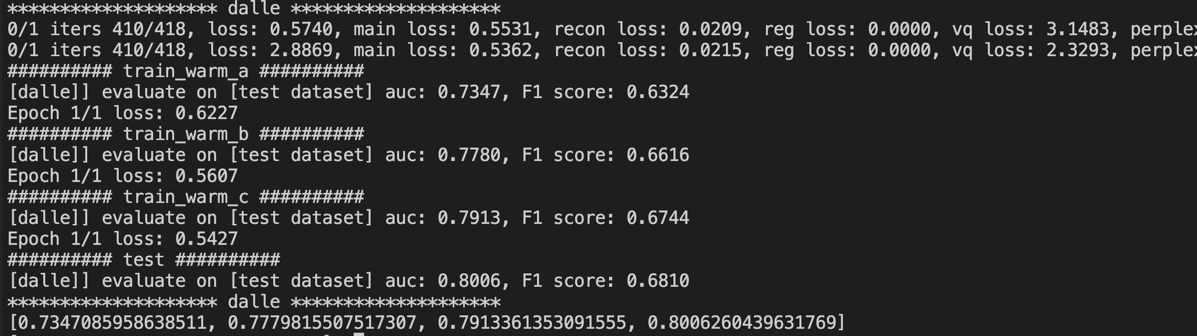 ******************** dalle ********************
0/1 iters 410/418, loss: 0.5740, main loss: 0.5531, recon loss: 0.0209, reg loss: 0.0000, vq loss: 3.1483, perplex
0/1 iters 410/418, loss: 2.8869, main loss: 0.5362, recon loss: 0.0215, reg loss: 0.0000, vq loss: 2.3293, perplex
########## train_warm_a ##########
[dalle]] evaluate on [test dataset] auc: 0.7347, F1 score: 0.6324
Epoch 1/1 loss: 0.6227
########## train_warm_b ##########
[dalle]] evaluate on [test dataset] auc: 0.7780, F1 score: 0.6616
Epoch 1/1 loss: 0.5607
########## train_warm_c ##########
[dalle]] evaluate on [test dataset] auc: 0.7913, F1 score: 0.6744
Epoch 1/1 loss: 0.5427
########## test ##########
[dalle]] evaluate on [test dataset] auc: 0.8006, F1 score: 0.6810
******************** dalle ********************
[0.7347085958638511, 0.7779815507517307, 0.7913361353091555, 0.8006260439631769]